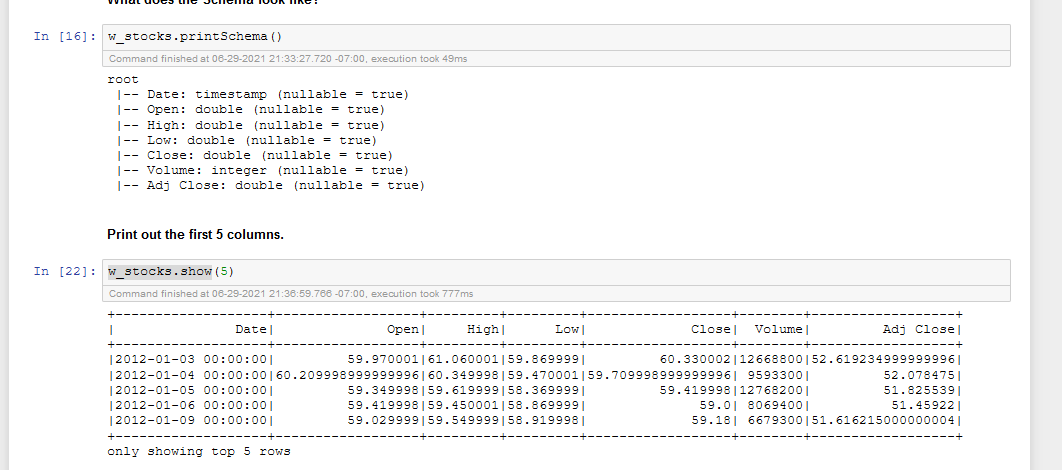 What does the Schema look like?
In [16]: w_stocks.printSchema()
Command finished at 06-29-2021 21:33:27.720 -07:00, execution took 49ms
root
 |-- Date: timestamp (nullable = true)
 |-- Open: double (nullable = true)
 |-- High: double (nullable = true)
 |-- Low: double (nullable = true)
 |-- Close: double (nullable = true)
 |-- Volume: integer (nullable = true)
 |-- Adj Close: double (nullable = true)
Print out the first 5 columns.
In [22]: w_stocks.show(5)
Command finished at 06-29-2021 21:36:59.766 -07:00, execution took 777ms
+-------------------+------------------+---------+---------+------------------+--------+------------------+
|               Date|              Open|     High|      Low|             Close|  Volume|         Adj Close|
+-------------------+------------------+---------+---------+------------------+--------+------------------+
|2012-01-03 00:00:00|         59.970001|61.060001|59.869999|         60.330002|12668800|52.619234999999996|
|2012-01-04 00:00:00|60.209998999999996|60.349998|59.470001|59.709998999999996| 9593300|         52.078475|
|2012-01-05 00:00:00|         59.349998|59.619999|58.369999|         59.419998|12768200|         51.825539|
|2012-01-06 00:00:00|         59.419998|59.450001|58.869999|              59.0| 8069400|          51.45922|
|2012-01-09 00:00:00|         59.029999|59.549999|58.919998|             59.18| 6679300|51.616215000000004|
+-------------------+------------------+---------+---------+------------------+--------+------------------+
only showing top 5 rows